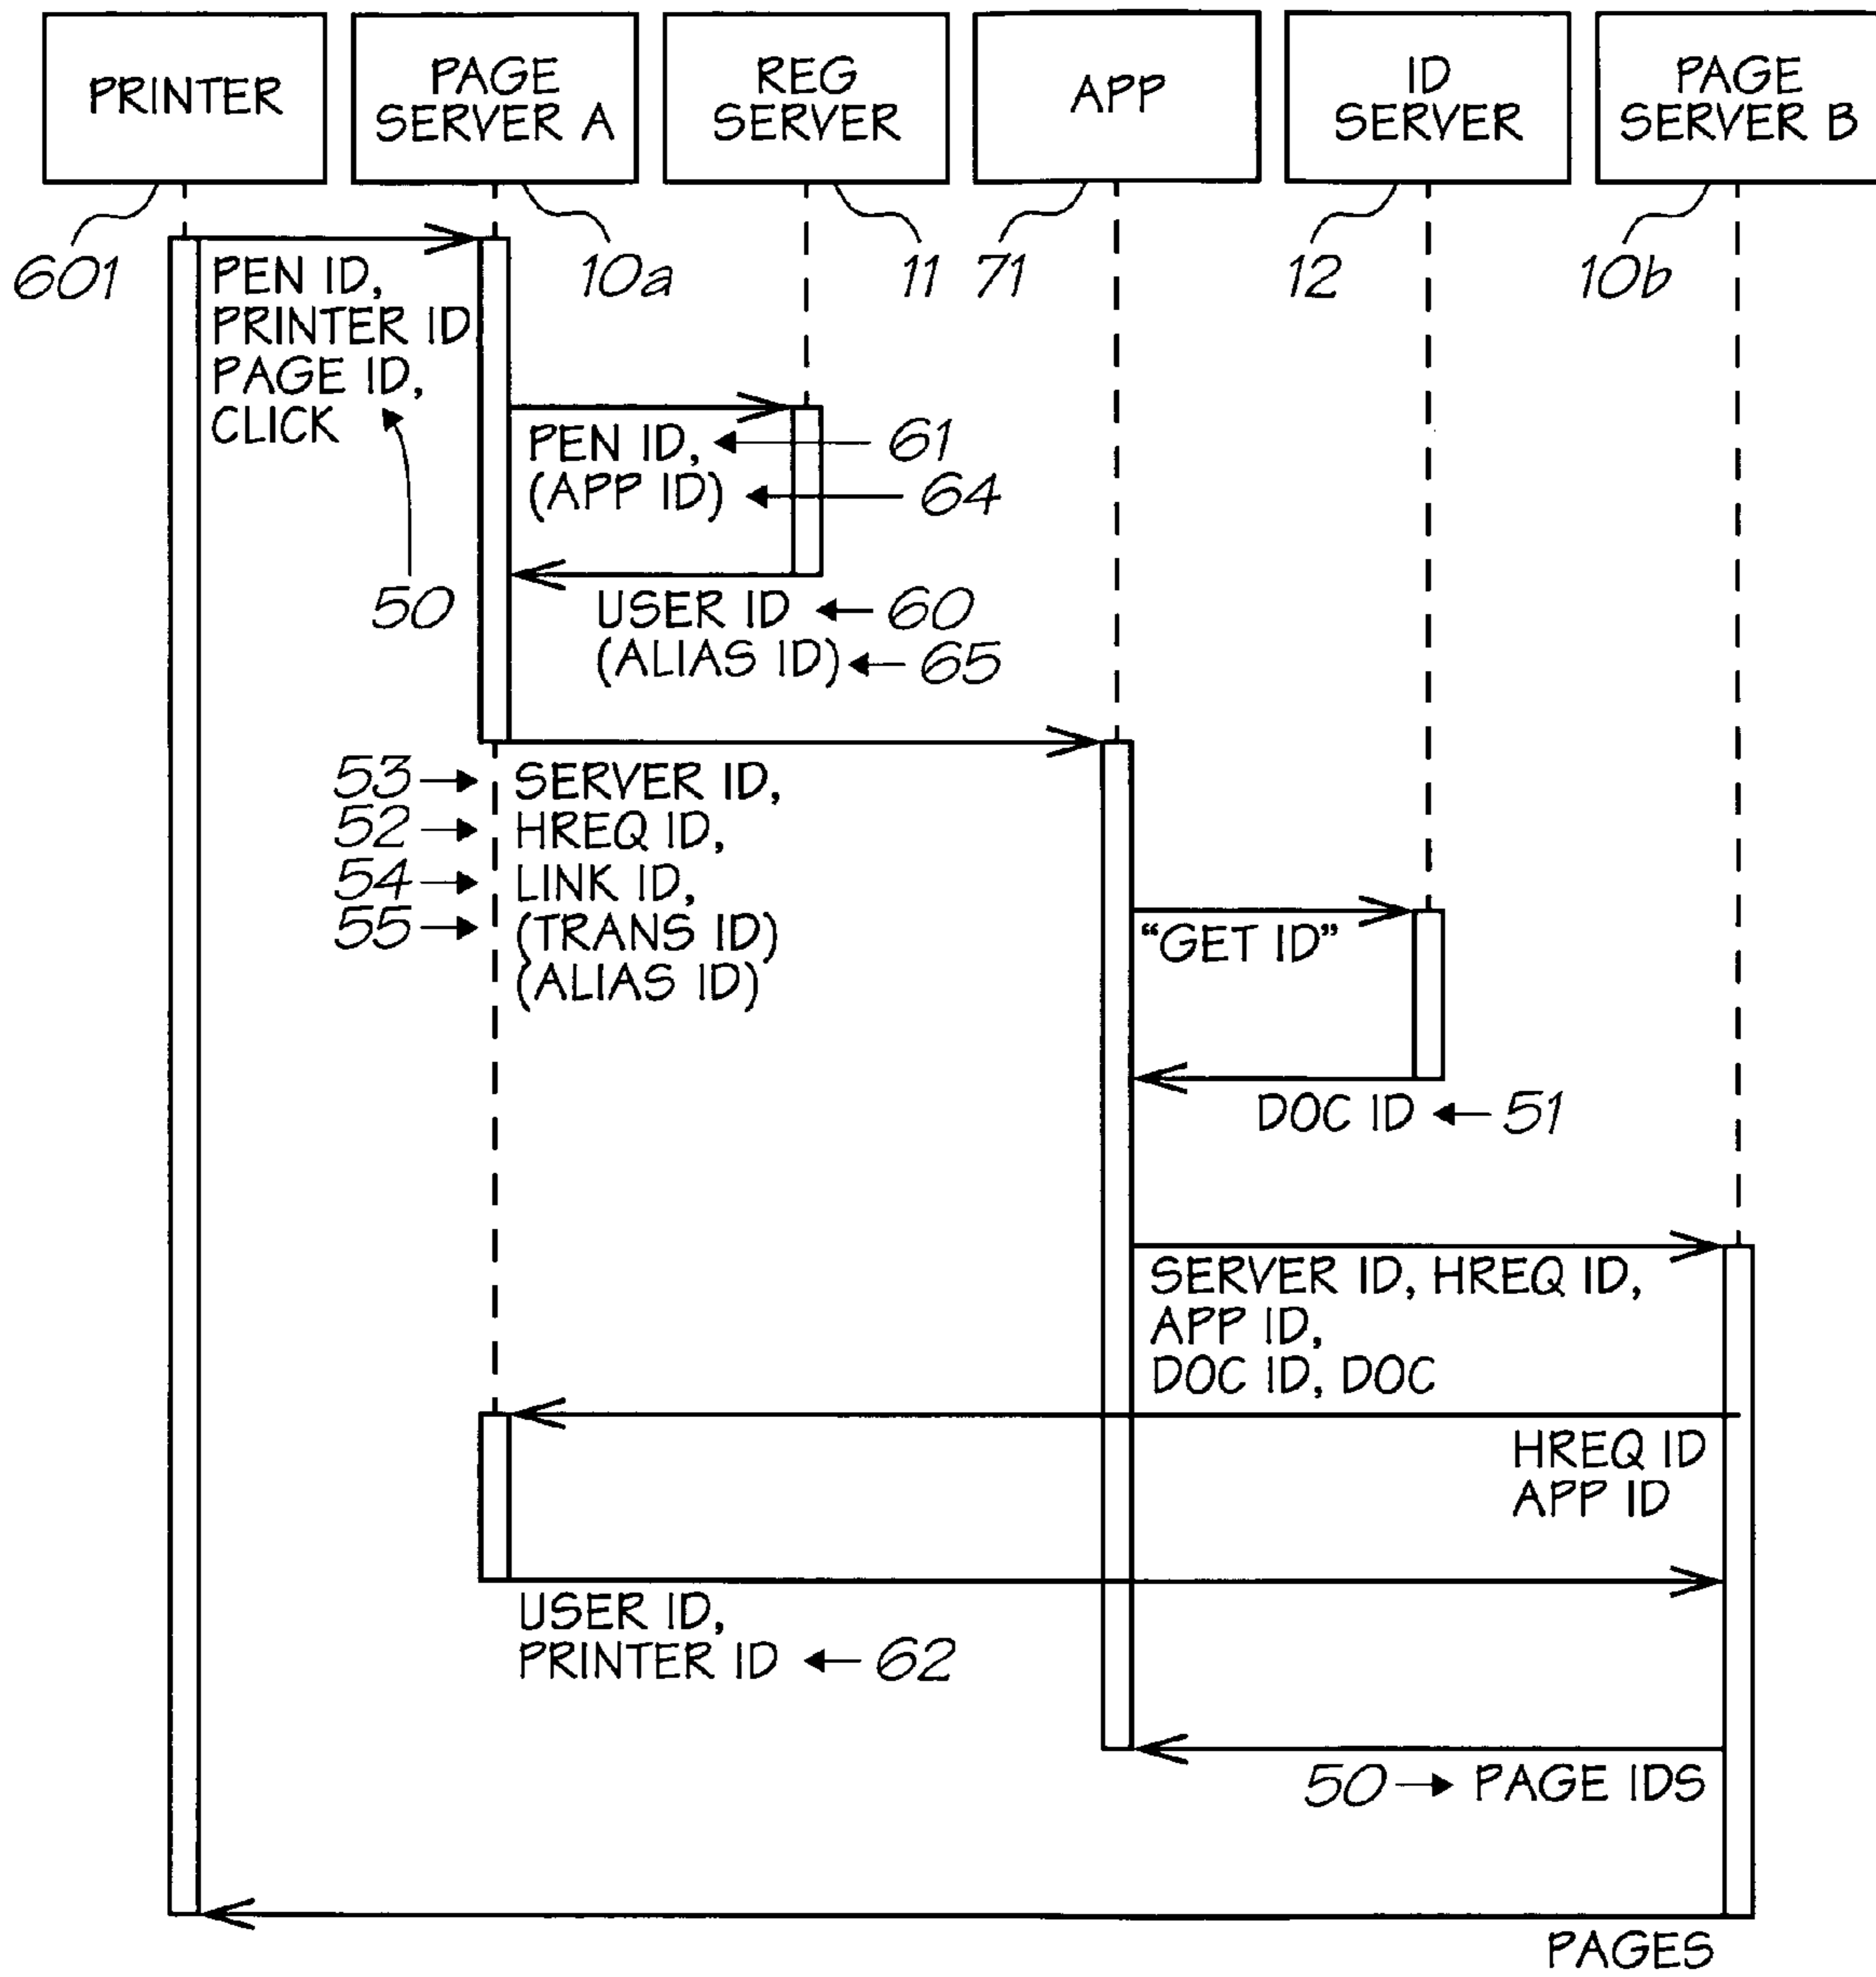 PRINTER
PAGE
SERVER A
REG
SERVER
APP
ID
SERVER
PAGE
SERVER B
601
10a
11
71
12
10b
PEN ID,
PRINTER ID
PAGE ID,
CLICK
50
PEN ID,
61
(APP ID)
64
USER ID
60
(ALIAS ID)
65
53
SERVER ID,
52
HREQ ID,
54
LINK ID,
55
(TRANS ID)
(ALIAS ID)
“GET ID”
DOC ID
51
SERVER ID, HREQ ID,
APP ID,
DOC ID, DOC
HREQ ID
APP ID
USER ID,
PRINTER ID
62
50
PAGE IDS
PAGES